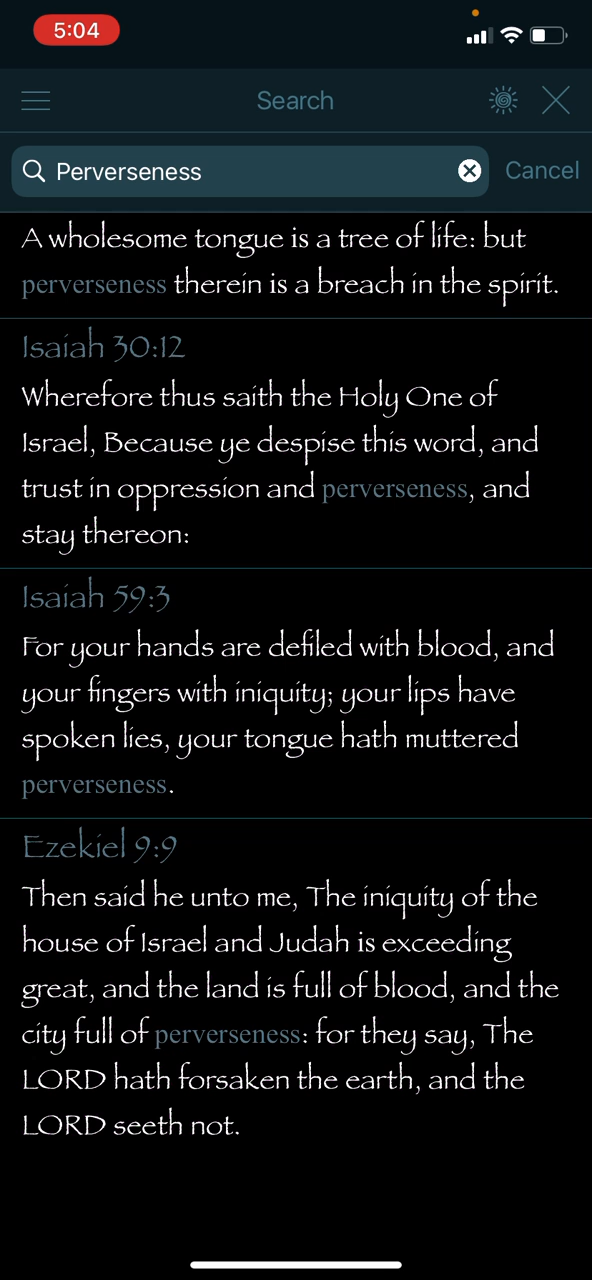 5:04
Search
Perverseness
Cancel
A wholesome tongue is a tree of life: but
perverseness therein is a breach in the spirit.
Isaiah 30:12
Wherefore thus saith the Holy One of
Israel, Because ye despise this word, and
trust in oppression and perverseness, and
stay thereon:
Isaiah 59:3
For your hands are defiled with blood, and
your fingers with iniquity; your lips have
spoken lies, your tongue hath muttered
perverseness.
Ezekiel 9:9
Then said he unto me, The iniquity of the
house of Israel and Judah is exceeding
great, and the land is full of blood, and the
city full of perverseness: for they say, The
LORD hath forsaken the earth, and the
LORD seeth not.